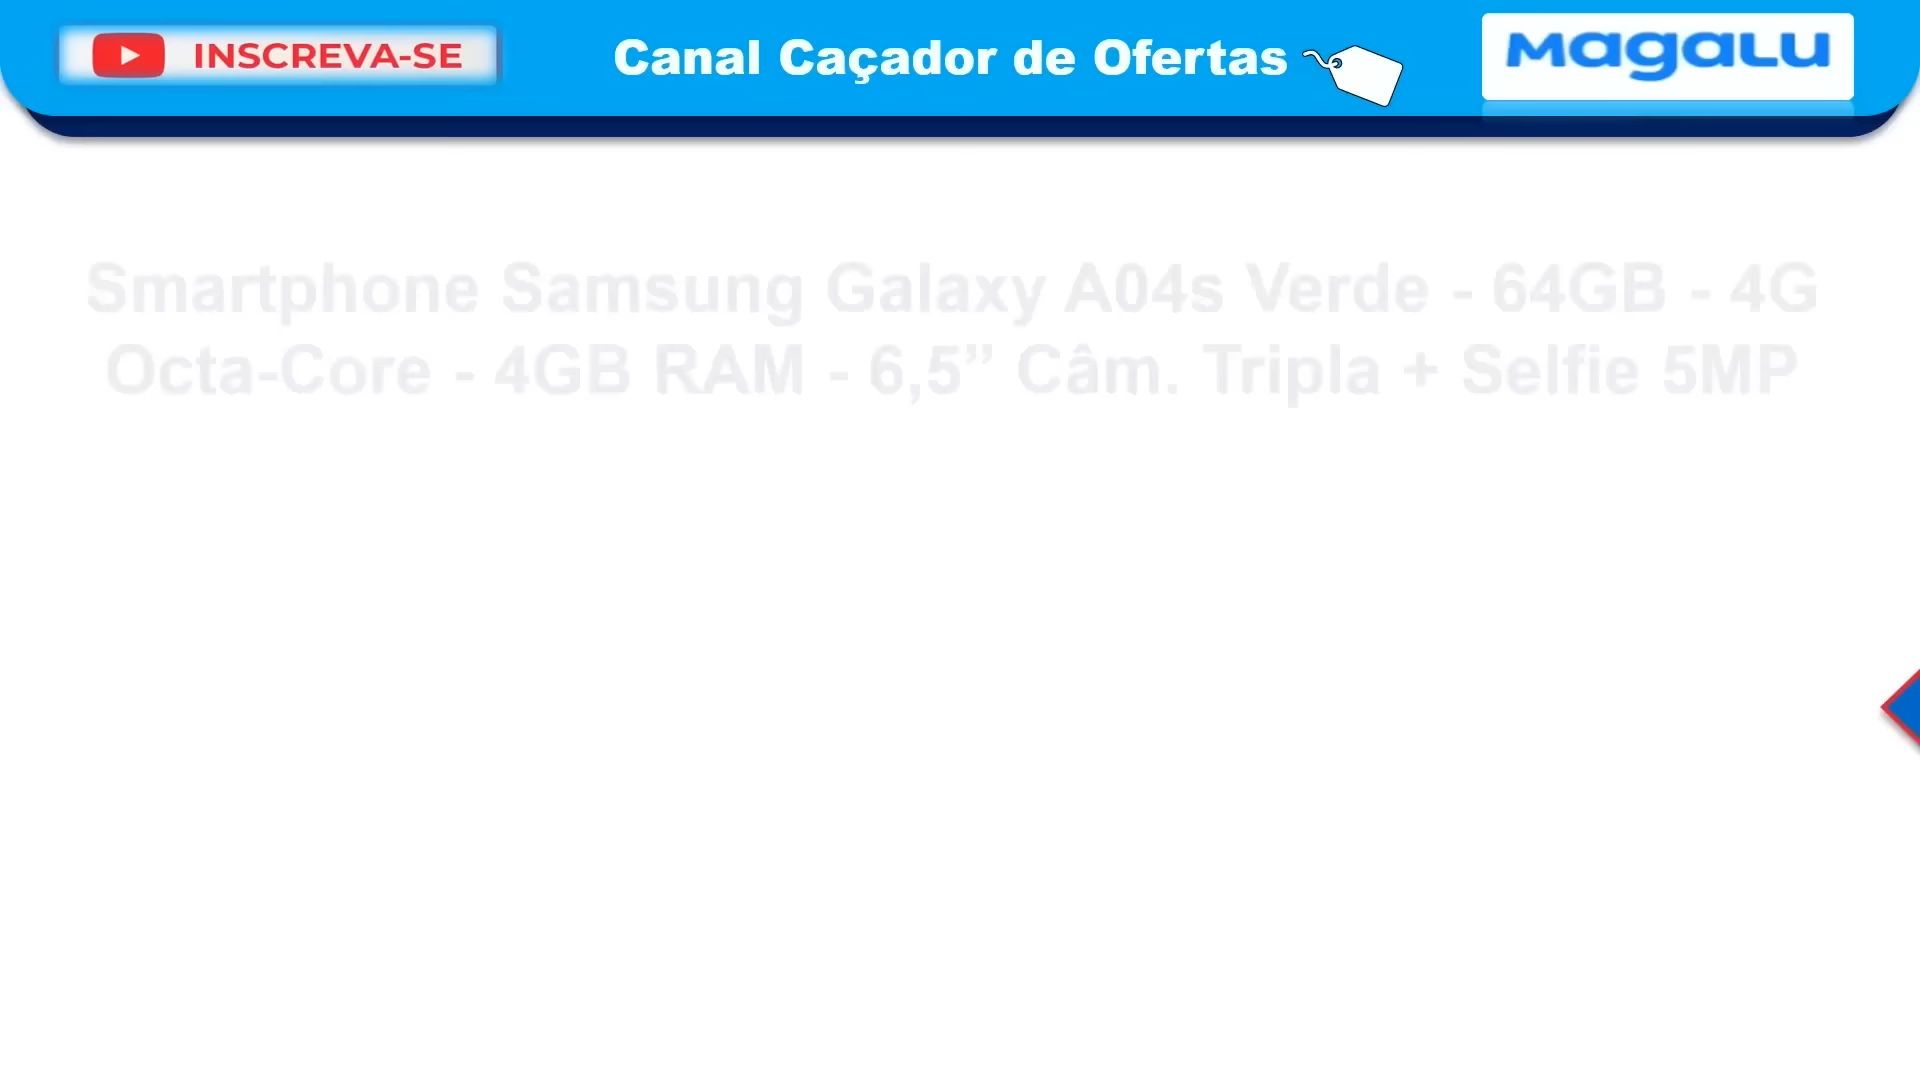 INSCREVA-SE
Canal Caçador de Ofertas
Magalu
Smartphone Samsung Galaxy A04s Verde - 64GB - 4G
Octa-Core - 4GB RAM - 6,5” Câm. Tripla + Selfie 5MP